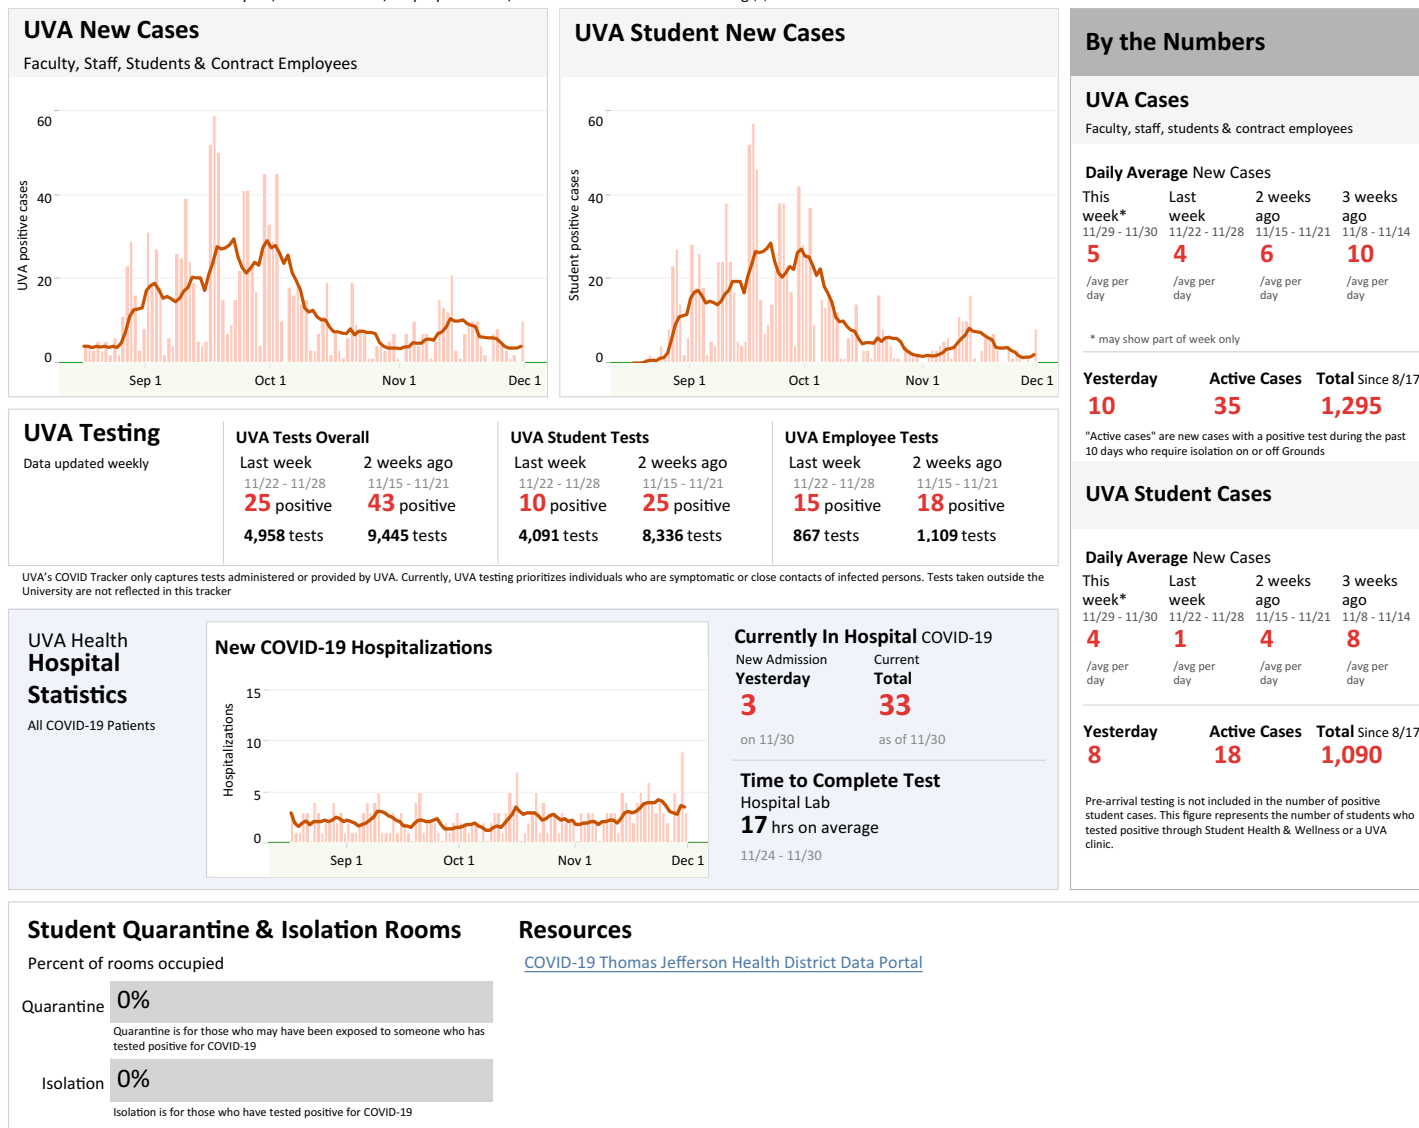 UVA New Cases
Faculty, Staff, Students & Contract Employees
60
40
20
0
UVA positive cases
Sep 1
Oct 1
Nov 1
Dec 1
UVA Student New Cases
60
40
20
0
Student positive cases
Sep 1
Oct 1
Nov 1
Dec 1
By the Numbers
UVA Cases
Faculty, staff, students & contract employees
Daily Average New Cases
This week*
Last week
2 weeks ago
3 weeks ago
11/29 - 11/30
11/22 - 11/28
11/15 - 11/21
11/8 - 11/14
5
4
6
10
/avg per day
/avg per day
/avg per day
/avg per day
* may show part of week only
Yesterday
Active Cases
Total Since 8/17
10
35
1,295
"Active cases" are new cases with a positive test during the past
10 days who require isolation on or off Grounds
UVA Student Cases
Daily Average New Cases
This week*
Last week
2 weeks ago
3 weeks ago
11/29 - 11/30
11/22 - 11/28
11/15 - 11/21
11/8 - 11/14
4
1
4
8
/avg per day
/avg per day
/avg per day
/avg per day
Yesterday
Active Cases
Total Since 8/17
8
18
1,090
Pre-arrival testing is not included in the number of positive
student cases. This figure represents the number of students who
tested positive through Student Health & Wellness or a UVA
clinic.
UVA Testing
Data updated weekly
UVA Tests Overall
Last week
2 weeks ago
11/22 - 11/28
11/15 - 11/21
25 positive
43 positive
4,958 tests
9,445 tests
UVA Student Tests
Last week
2 weeks ago
11/22 - 11/28
11/15 - 11/21
10 positive
25 positive
4,091 tests
8,336 tests
UVA Employee Tests
Last week
2 weeks ago
11/22 - 11/28
11/15 - 11/21
15 positive
18 positive
867 tests
1,109 tests
UVA's COVID Tracker only captures tests administered or provided by UVA. Currently, UVA testing prioritizes individuals who are symptomatic or close contacts of infected persons. Tests taken outside the
University are not reflected in this tracker
UVA Health
Hospital
Statistics
All COVID-19 Patients
New COVID-19 Hospitalizations
15
10
5
0
Hospitalizations
Sep 1
Oct 1
Nov 1
Dec 1
Currently In Hospital COVID-19
New Admission
Current
Yesterday
Total
3
33
on 11/30
as of 11/30
Time to Complete Test
Hospital Lab
17 hrs on average
11/24 - 11/30
Student Quarantine & Isolation Rooms
Percent of rooms occupied
Quarantine
0%
Quarantine is for those who may have been exposed to someone who has
tested positive for COVID-19
Isolation
0%
Isolation is for those who have tested positive for COVID-19
Resources
COVID-19 Thomas Jefferson Health District Data Portal